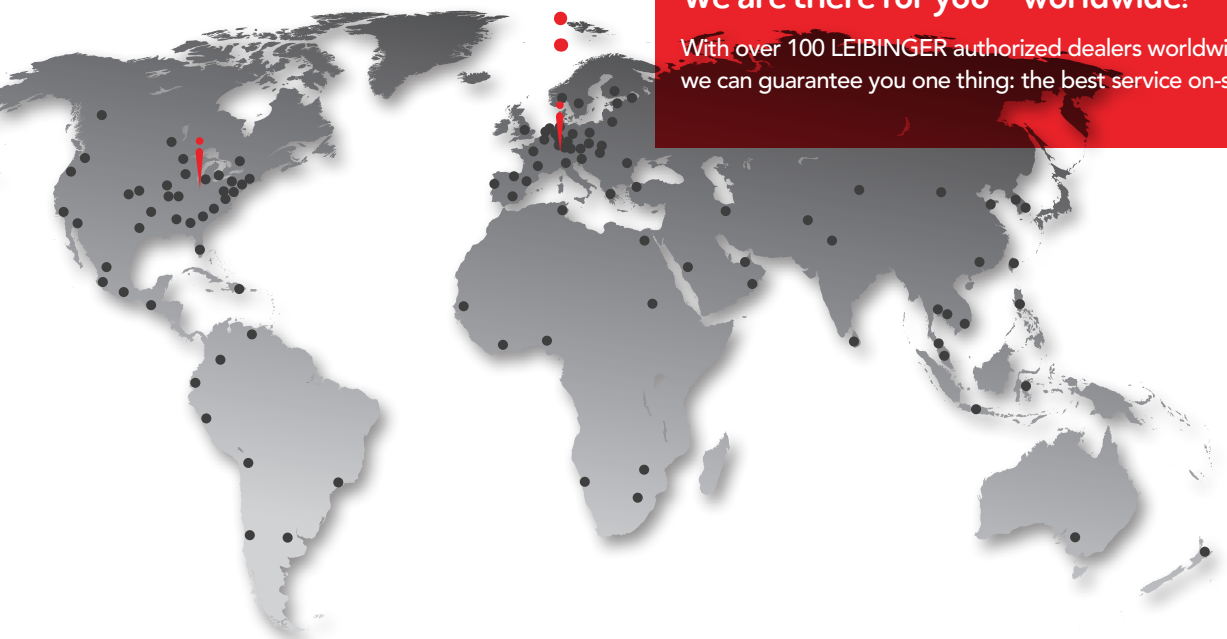 We are there for you – worldwide!
With over 100 LEIBINGER authorized dealers worldwi
we can guarantee you one thing: the best service on-s